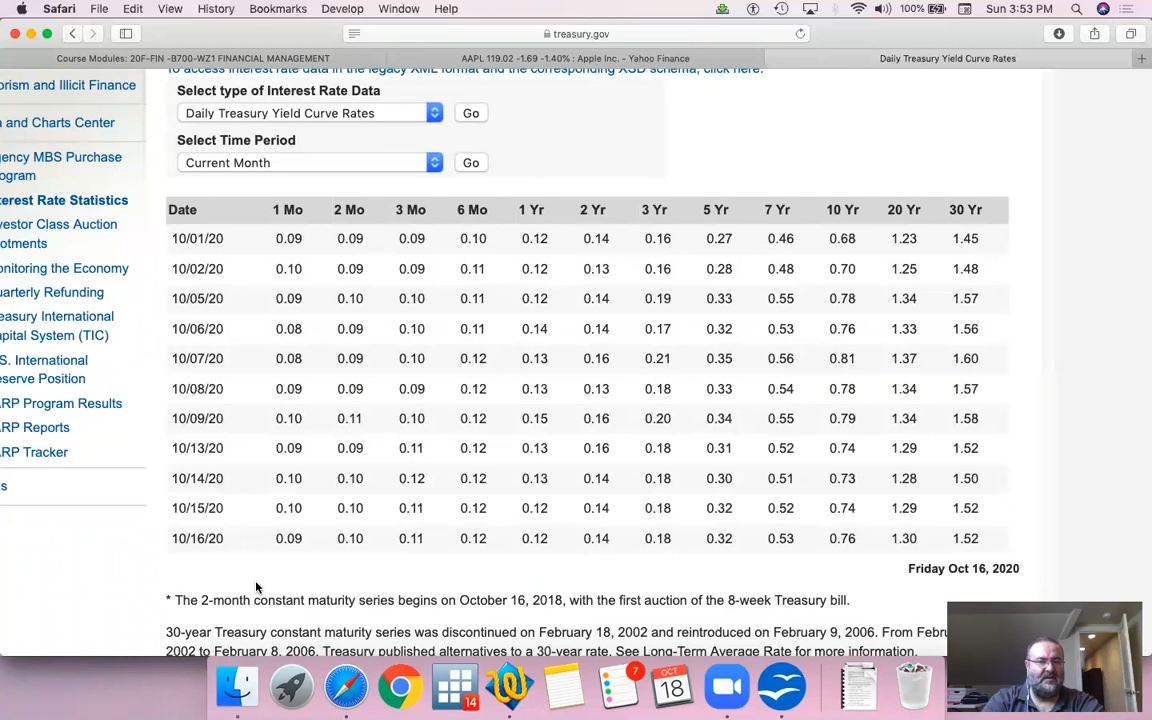 Safari File Edit View History Bookmarks Develop Window Help 100% Sun 3:53 PM
treasury.gov
Course Modules: 20F-FIN -B700-WZ1 FINANCIAL MANAGEMENT AAPL 119.02 -1.69 -1.40% : Apple Inc. - Yahoo Finance Daily Treasury Yield Curve Rates
To access interest rate data in the legacy XML format and the corresponding XSD schema, click here.
orism and Illicit Finance
a and Charts Center
gency MBS Purchase
ogram
terest Rate Statistics
vestor Class Auction
otments
onitoring the Economy
uarterly Refunding
easury International
apital System (TIC)
S. International
eserve Position
ARP Program Results
ARP Reports
ARP Tracker
s
Select type of Interest Rate Data
Daily Treasury Yield Curve Rates Go
Select Time Period
Current Month Go
Date 1 Mo 2 Mo 3 Mo 6 Mo 1 Yr 2 Yr 3 Yr 5 Yr 7 Yr 10 Yr 20 Yr 30 Yr
10/01/20 0.09 0.09 0.09 0.10 0.12 0.14 0.16 0.27 0.46 0.68 1.23 1.45
10/02/20 0.10 0.09 0.09 0.11 0.12 0.13 0.16 0.28 0.48 0.70 1.25 1.48
10/05/20 0.09 0.10 0.10 0.11 0.12 0.14 0.19 0.33 0.55 0.78 1.34 1.57
10/06/20 0.08 0.09 0.10 0.11 0.14 0.14 0.17 0.32 0.53 0.76 1.33 1.56
10/07/20 0.08 0.09 0.10 0.12 0.13 0.16 0.21 0.35 0.56 0.81 1.37 1.60
10/08/20 0.09 0.09 0.09 0.12 0.13 0.13 0.18 0.33 0.54 0.78 1.34 1.57
10/09/20 0.10 0.11 0.10 0.12 0.15 0.16 0.20 0.34 0.55 0.79 1.34 1.58
10/13/20 0.09 0.09 0.11 0.12 0.13 0.16 0.18 0.31 0.52 0.74 1.29 1.52
10/14/20 0.10 0.10 0.12 0.12 0.13 0.14 0.18 0.30 0.51 0.73 1.28 1.50
10/15/20 0.10 0.10 0.11 0.12 0.12 0.14 0.18 0.32 0.52 0.74 1.29 1.52
10/16/20 0.09 0.10 0.11 0.12 0.12 0.14 0.18 0.32 0.53 0.76 1.30 1.52
Friday Oct 16, 2020
* The 2-month constant maturity series begins on October 16, 2018, with the first auction of the 8-week Treasury bill.
30-year Treasury constant maturity series was discontinued on February 18, 2002 and reintroduced on February 9, 2006. From Febru
2002 to February 8, 2006, Treasury published alternatives to a 30-year rate. See Long-Term Average Rate for more information.
14
7
OCT
18